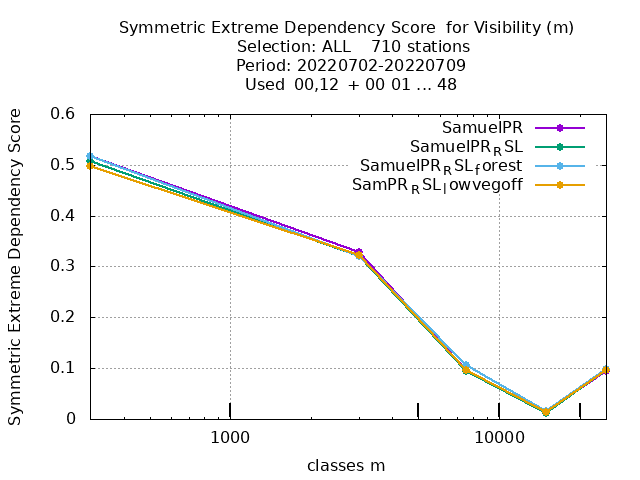 Symmetric Extreme Dependency Score for Visibility (m)
Selection: ALL 710 stations
Period: 20220702-20220709
Used 00,12 + 00 01 ... 48
Symmetric Extreme Dependency Score
0.6
0.5
0.4
0.3
0.2
0.1
0
SamuelPR
SamuelPR_RSL
SamuelPR_RSL_forest
SamPR_RSL_lowvegoff
1000
10000
classes m